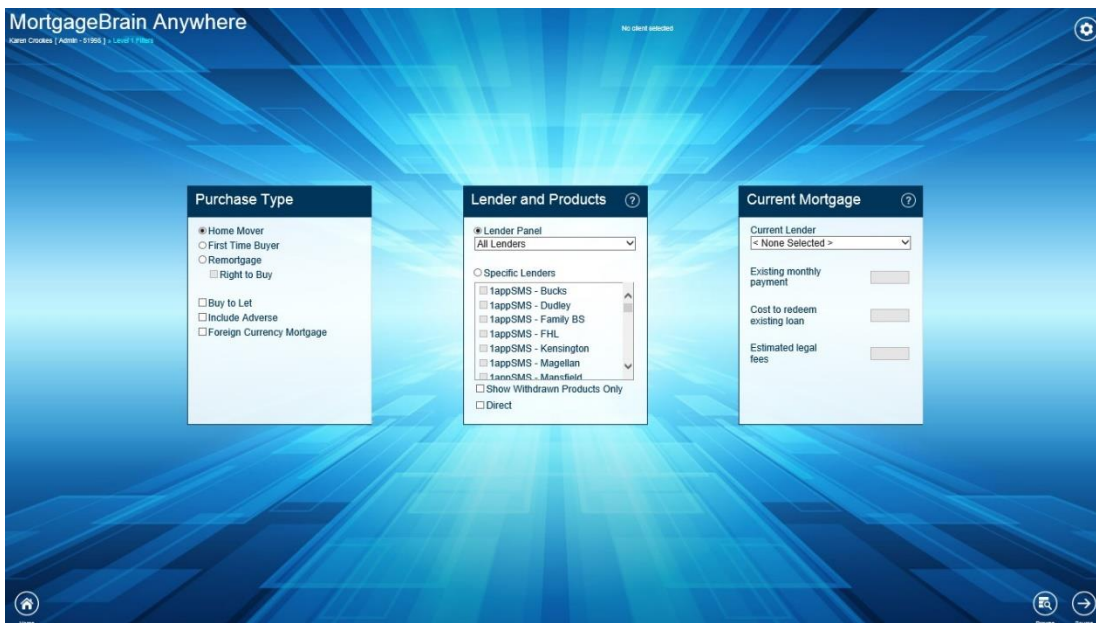 MortgageBrain Anywhere
Karen Crookes [ Admin - 51995 ] » Level 1 Filters
No client selected
Purchase Type
Home Mover
First Time Buyer
Remortgage
Right to Buy
Buy to Let
Include Adverse
Foreign Currency Mortgage
Lender and Products ?
Lender Panel
All Lenders
Specific Lenders
1appSMS - Bucks
1appSMS - Dudley
1appSMS - Family BS
1appSMS - FHL
1appSMS - Kensington
1appSMS - Magellan
1appSMS - Mansfield
Show Withdrawn Products Only
Direct
Current Mortgage ?
Current Lender
< None Selected >
Existing monthly
payment
Cost to redeem
existing loan
Estimated legal
fees